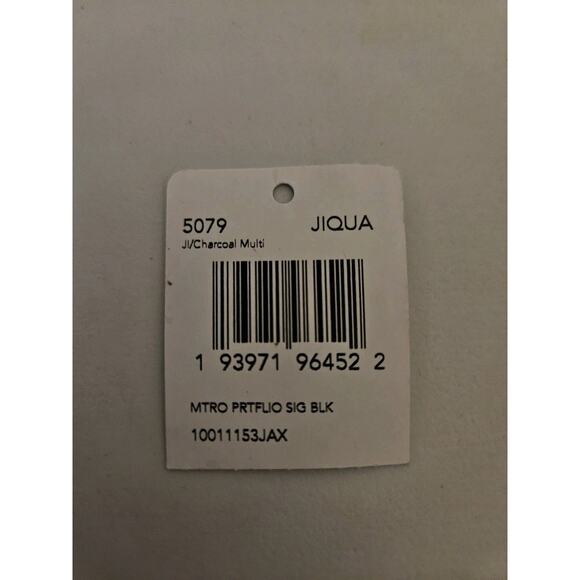 5079 JIQUA
JI/Charcoal Multi
1 93971 96452 2
MTRO PRTFLIO SIG BLK
10011153JAX